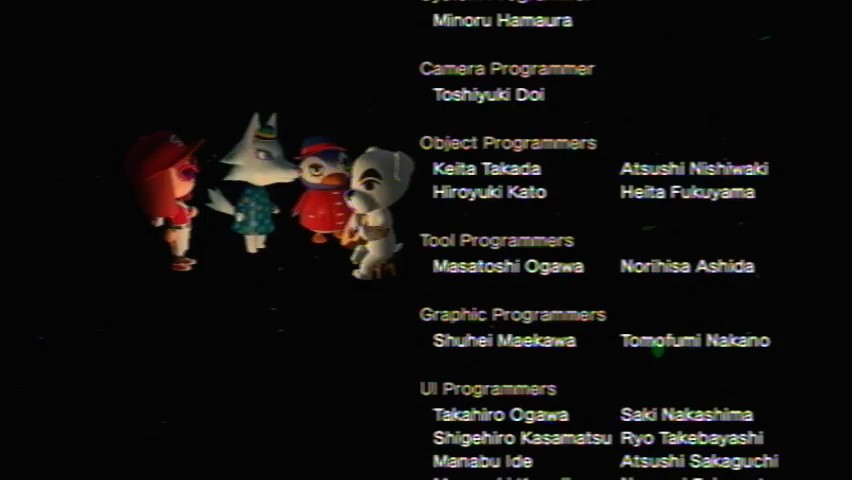 Minoru Hamaura
Camera Programmer
Toshiyuki Doi
Object Programmers
Keita Takada Atsushi Nishiwaki
Hiroyuki Kato Heita Fukuyama
Tool Programmers
Masatoshi Ogawa Norihisa Ashida
Graphic Programmers
Shuhei Maekawa Tomofumi Nakano
UI Programmers
Takahiro Ogawa Saki Nakashima
Shigehiro Kasamatsu Ryo Takebayashi
Manabu Ide Atsushi Sakaguchi